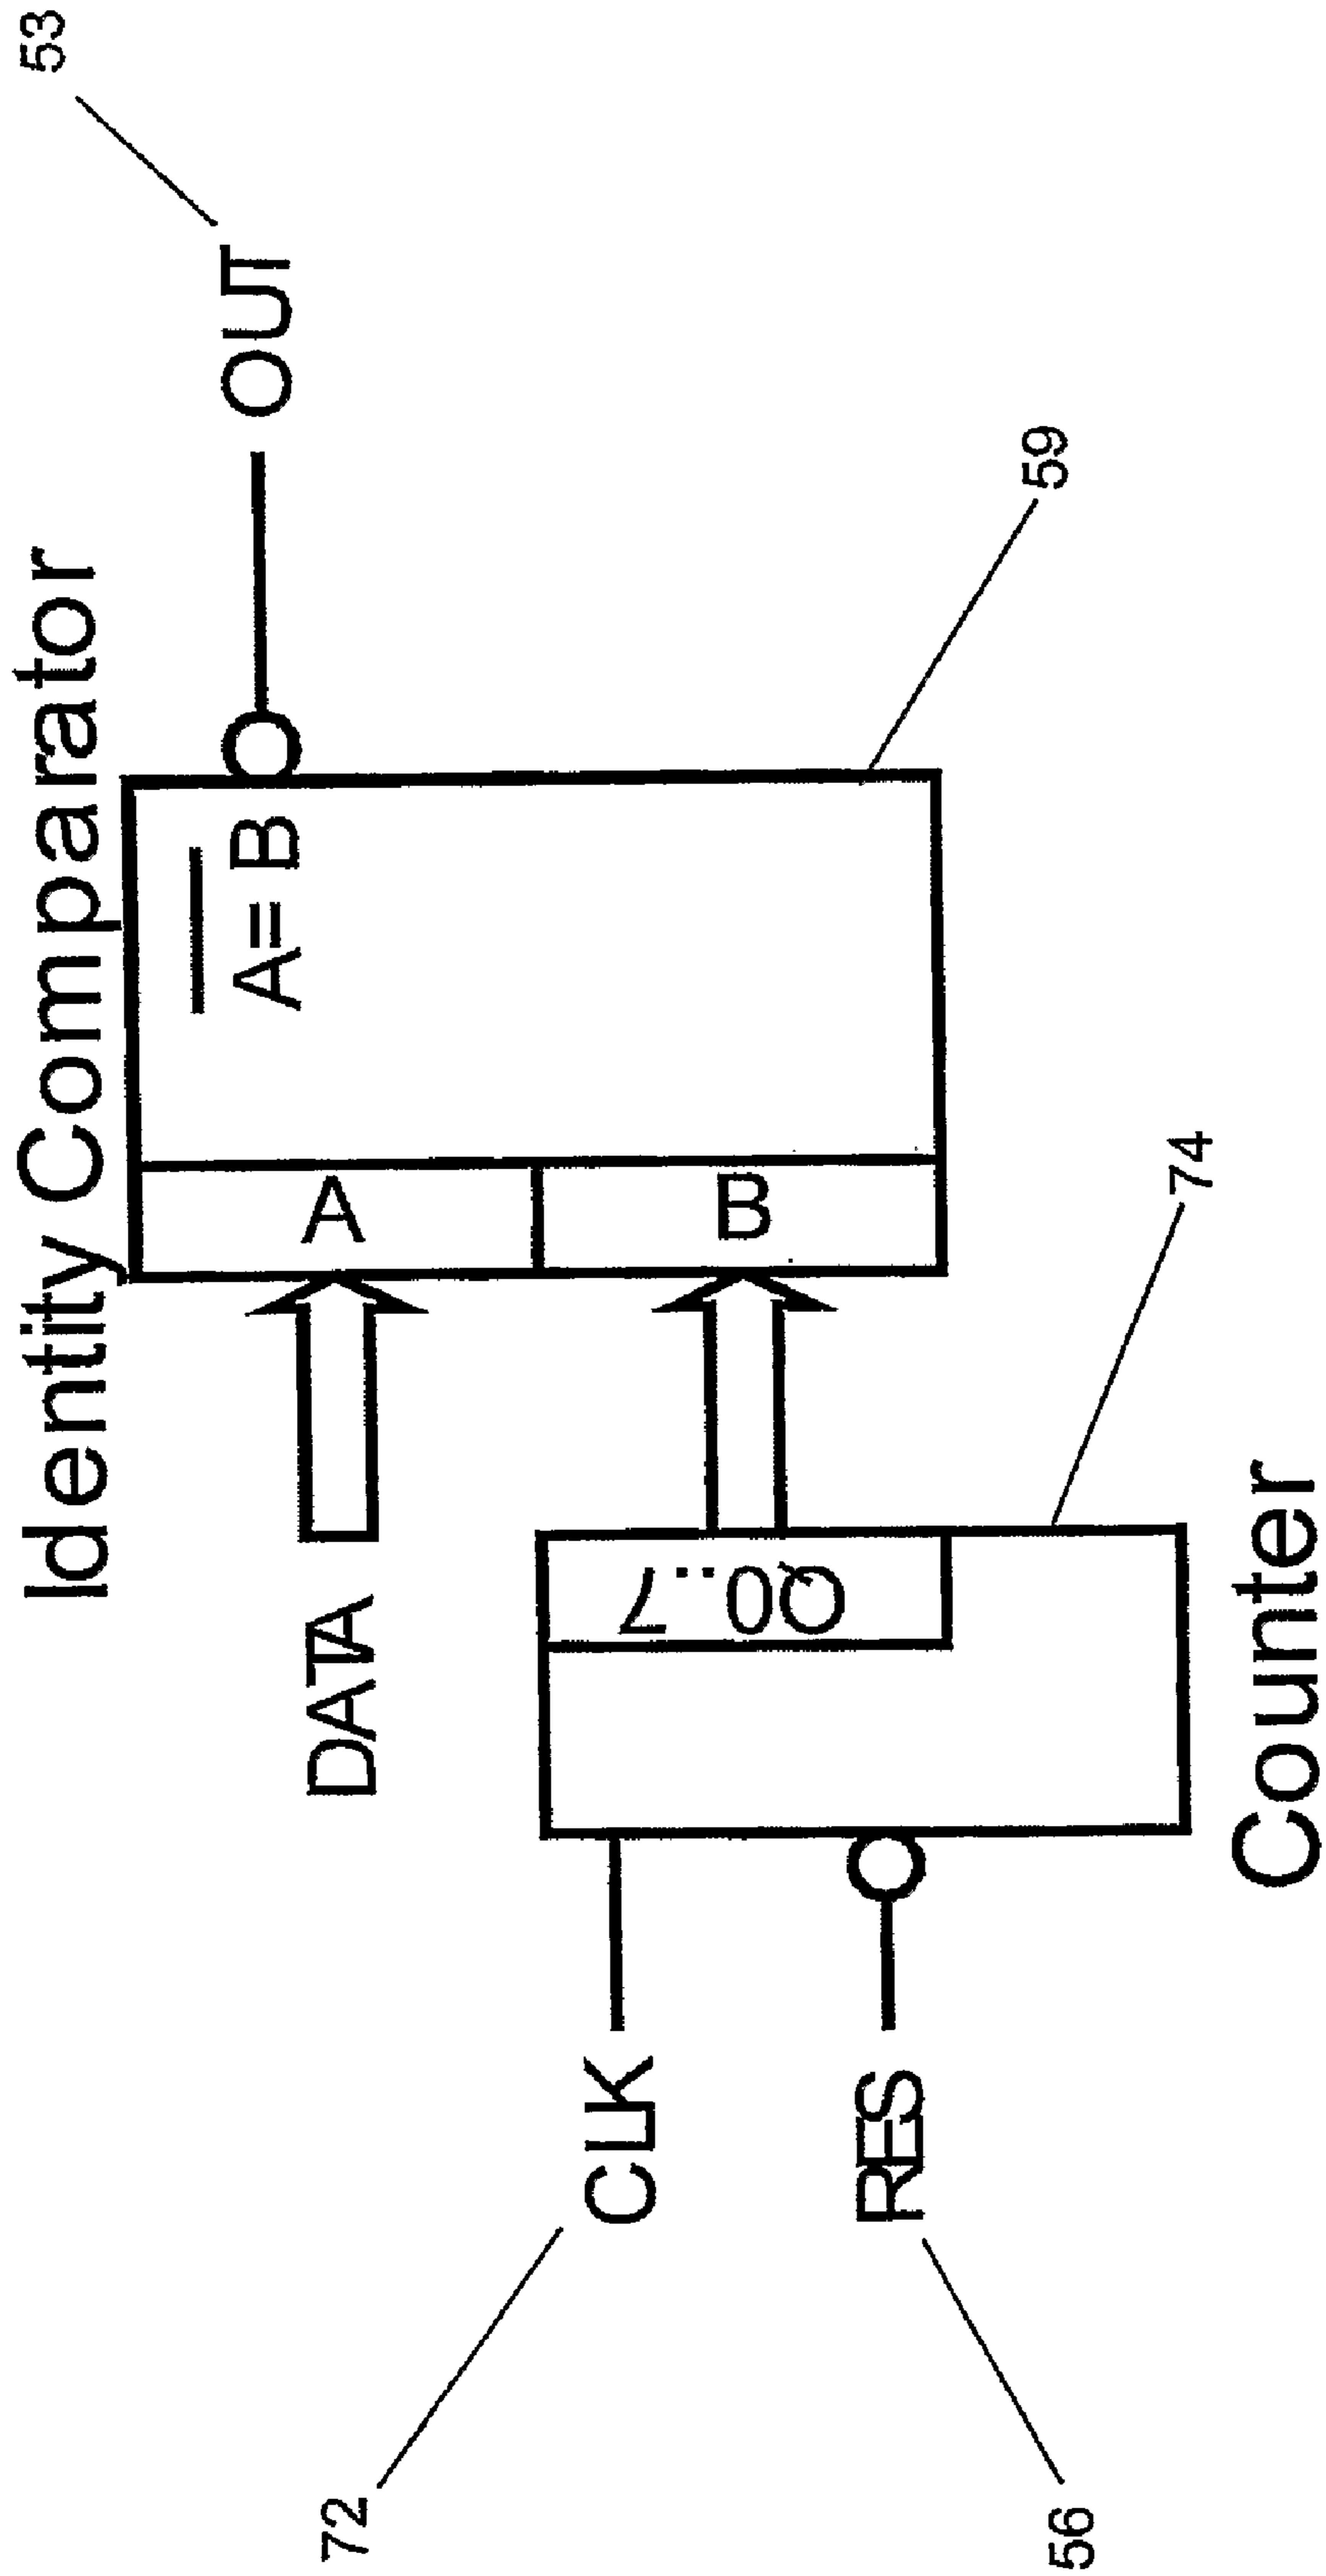 53
Identity Comparator
OUT
A=B
A
DATA
B
59
Q0..7
CLK
74
RES
Counter
72
56